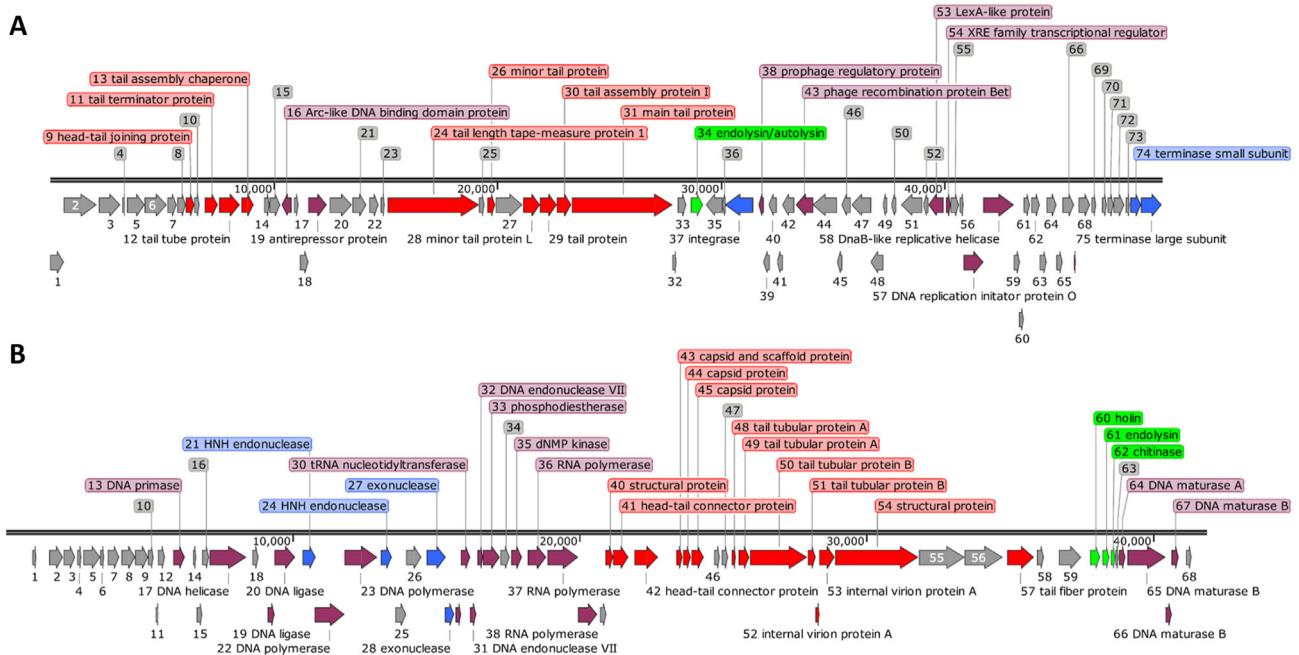 A
53 LexA-like protein
54 XRE family transcriptional regulator
55
66
26 minor tail protein
38 prophage regulatory protein
69
13 tail assembly chaperone
15
30 tail assembly protein I
43 phage recombination protein Bet
70
11 tail terminator protein
16 Arc-like DNA binding domain protein
31 main tail protein
46
71
10
72
9 head-tail joining protein
21
24 tail length tape-measure protein 1
34 endolysin/autolysin
50
73
4
8
23
25
36
52
74 terminase small subunit
10,000
20,000
30,000
40,000
2
6
3
5
7
14
17
20
22
27
33
35
42
44
47
49
51
56
61
64
68
12 tail tube protein
19 antirepressor protein
28 minor tail protein L
29 tail protein
37 integrase
40
58 DnaB-like replicative helicase
62
75 terminase large subunit
1
18
32
39
41
45
48
57 DNA replication initator protein O
59
63
65
60
B
43 capsid and scaffold protein
44 capsid protein
32 DNA endonuclease VII
45 capsid protein
33 phosphodiestherase
47
60 holin
34
48 tail tubular protein A
61 endolysin
21 HNH endonuclease
35 dNMP kinase
49 tail tubular protein A
62 chitinase
16
30 tRNA nucleotidyltransferase
36 RNA polymerase
50 tail tubular protein B
63
13 DNA primase
27 exonuclease
40 structural protein
51 tail tubular protein B
64 DNA maturase A
10
24 HNH endonuclease
41 head-tail connector protein
54 structural protein
67 DNA maturase B
10,000
20,000
30,000
40,000
55
56
1
2
3
5
7
8
9
12
14
18
26
46
58
59
68
4
6
17 DNA helicase
20 DNA ligase
23 DNA polymerase
37 RNA polymerase
42 head-tail connector protein
53 internal virion protein A
57 tail fiber protein
65 DNA maturase B
11
15
19 DNA ligase
25
38 RNA polymerase
52 internal virion protein A
66 DNA maturase B
22 DNA polymerase
28 exonuclease
31 DNA endonuclease VII